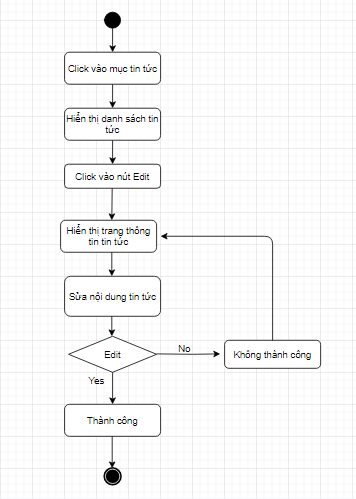 Click vào mục tin tức
Hiển thị danh sách tin
tức
Click vào nút Edit
Hiển thị trang thông
tin tin tức
Sửa nội dung tin tức
Edit
No
Không thành công
Yes
Thành công